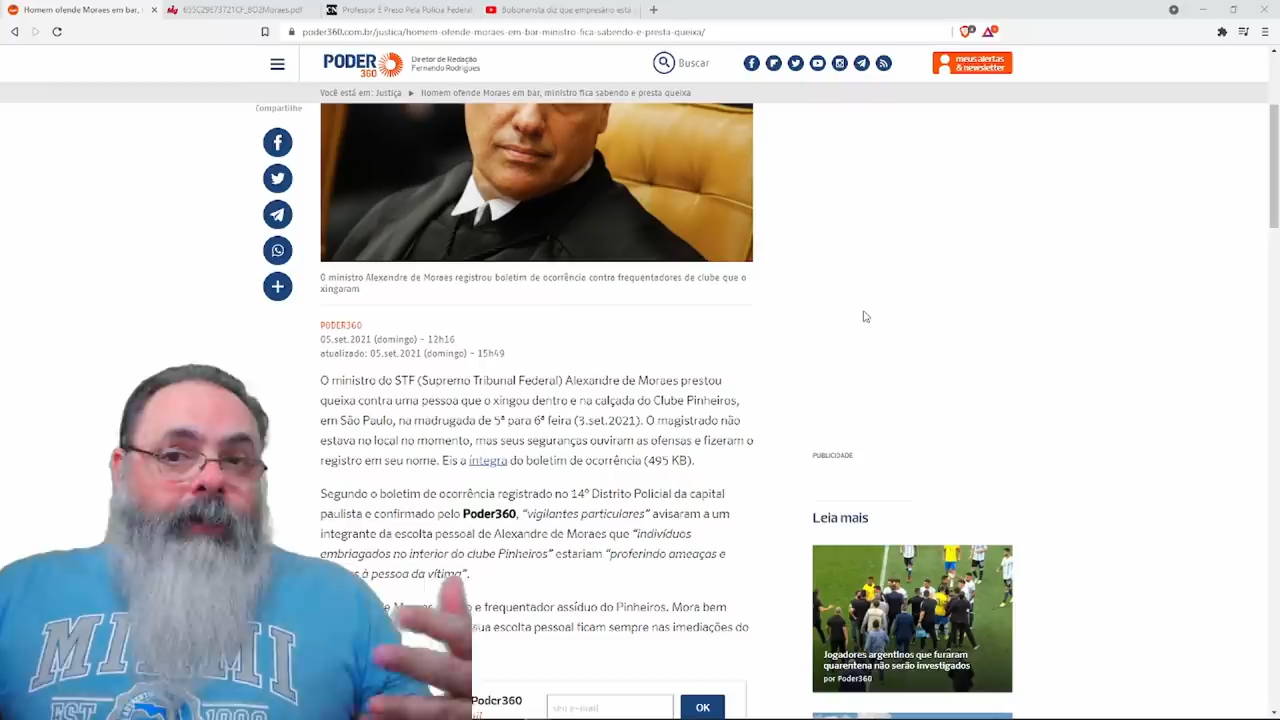 Homem ofende Moraes em bar,
655C29E73721CF_BO2Moraes.pdf
Professor É Preso Pela Polícia Federal
Bolsonarista diz que empresário está
poder360.com.br/justica/homem-ofende-moraes-em-bar-ministro-fica-sabendo-e-presta-queixa/
PODER 360
Diretor de Redação
Fernando Rodrigues
Buscar
meus alertas
& newsletter
Você está em: Justiça ► Homem ofende Moraes em bar, ministro fica sabendo e presta queixa
Compartilhe
O ministro Alexandre de Moraes registrou boletim de ocorrência contra frequentadores de clube que o
xingaram
PODER360
05.set.2021 (domingo) - 12h16
atualizado: 05.set.2021 (domingo) - 15h49
O ministro do STF (Supremo Tribunal Federal) Alexandre de Moraes prestou
queixa contra uma pessoa que o xingou dentro e na calçada do Clube Pinheiros,
em São Paulo, na madrugada de 5ª para 6ª feira (3.set.2021). O magistrado não
estava no local no momento, mas seus seguranças ouviram as ofensas e fizeram o
registro em seu nome. Eis a íntegra do boletim de ocorrência (495 KB).
Segundo o boletim de ocorrência registrado no 14º Distrito Policial da capital
paulista e confirmado pelo Poder360, "vigilantes particulares" avisaram a um
integrante da escolta pessoal de Alexandre de Moraes que "indivíduos
embriagados no interior do clube Pinheiros" estariam "proferindo ameaças e
à pessoa da vítima".
e frequentador assíduo do Pinheiros. Mora bem
sua escolta pessoal ficam sempre nas imediações do
Poder360
seu e-mail
OK
PUBLICIDADE
Leia mais
Jogadores argentinos que furaram
quarentena não serão investigados
por Poder360
MIAMI
EST